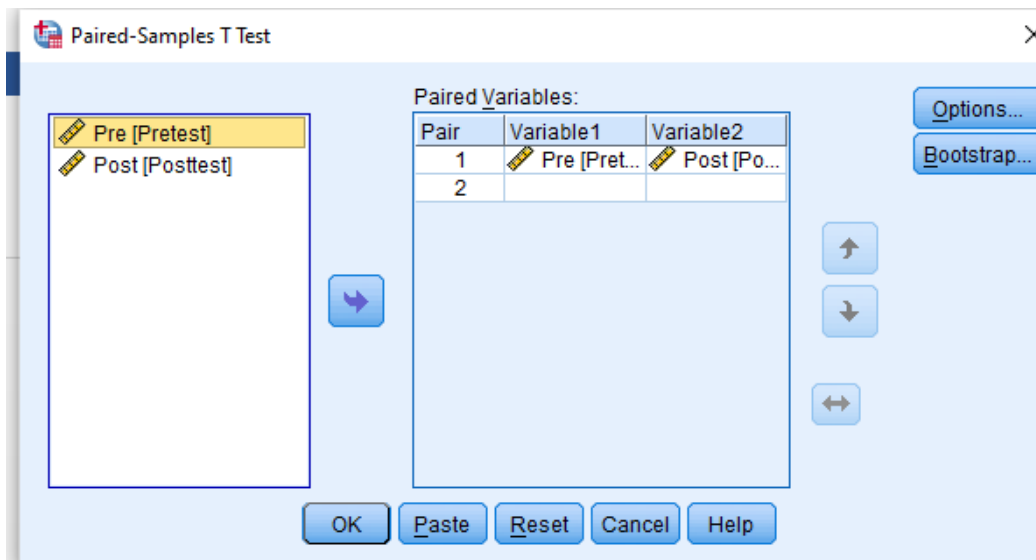 Paired-Samples T Test
Paired Variables:
Options...
Pre [Pretest]
Pair Variable1 Variable2
Post [Posttest]
1 Pre [Pret... Post [Po...
Bootstrap...
2
OK Paste Reset Cancel Help